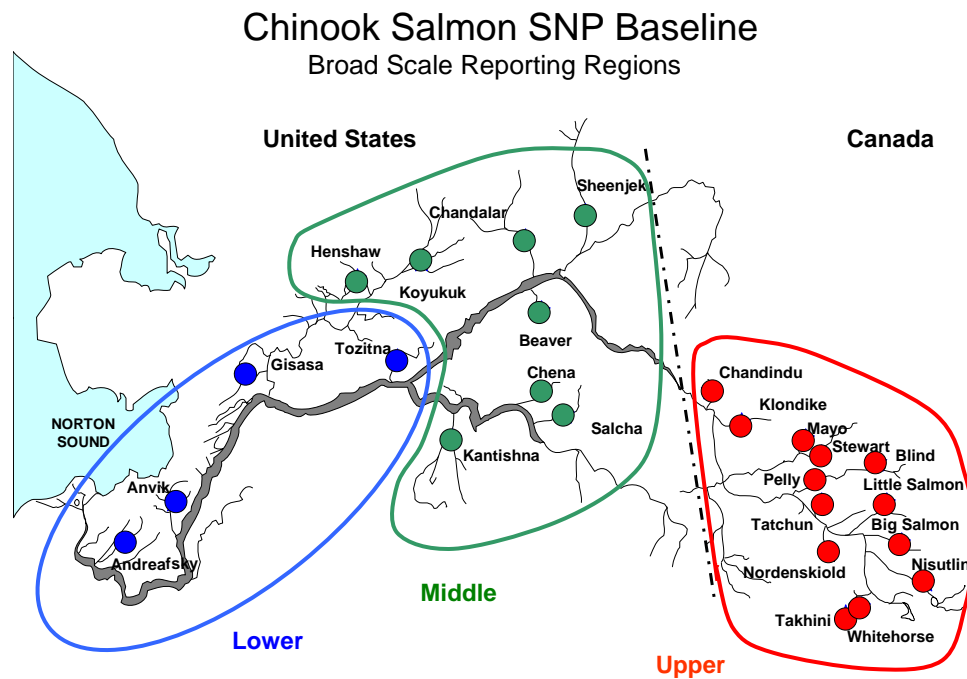 Chinook Salmon SNP Baseline
Broad Scale Reporting Regions
United States
Canada
Sheenjek
Chandalar
Henshaw
Koyukuk
Beaver
Tozitna
Gisasa
Chena
Salcha
Kantishna
NORTON
SOUND
Anvik
Andreafsky
Chandindu
Klondike
Mayo
Stewart
Blind
Pelly
Little Salmon
Tatchun
Big Salmon
Nordenskiold
Nisutlin
Takhini
Whitehorse
Middle
Lower
Upper